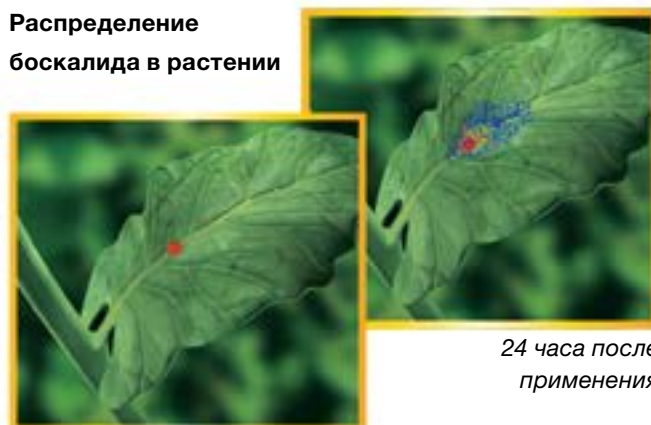 Распределение
боскалида в растении
24 часа после
применения